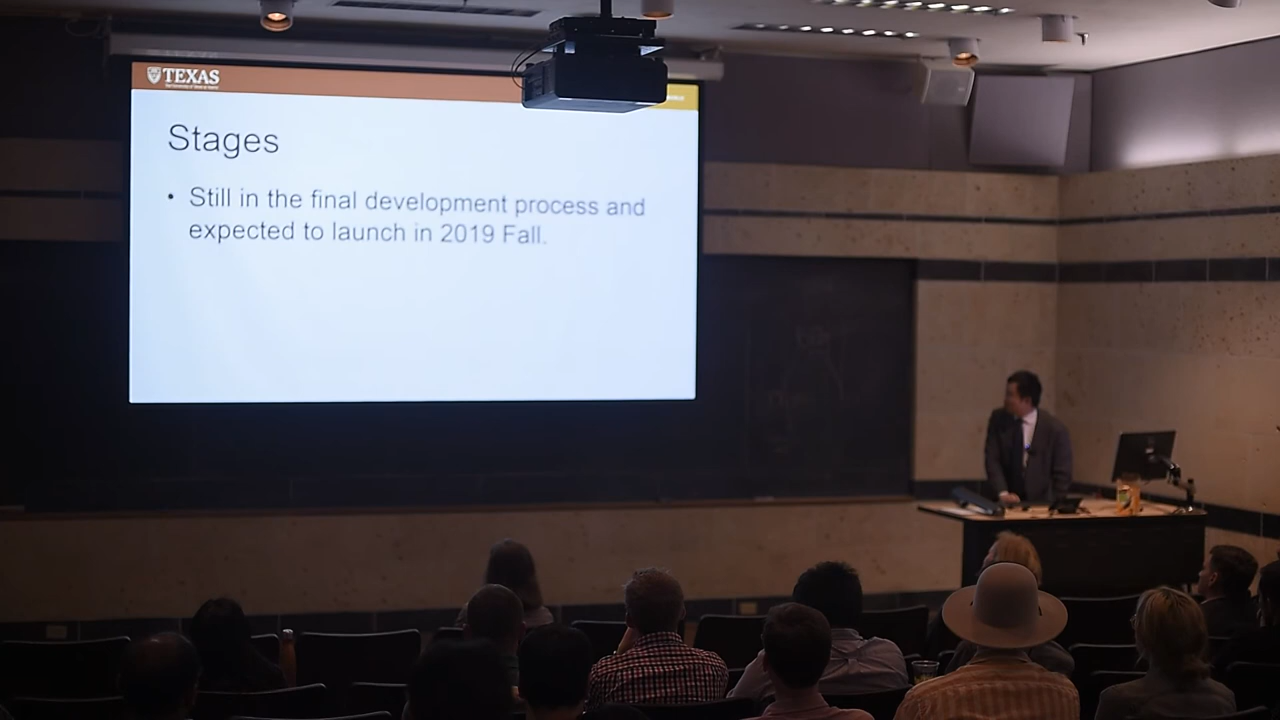 TEXAS
Stages
• Still in the final development process and
expected to launch in 2019 Fall.